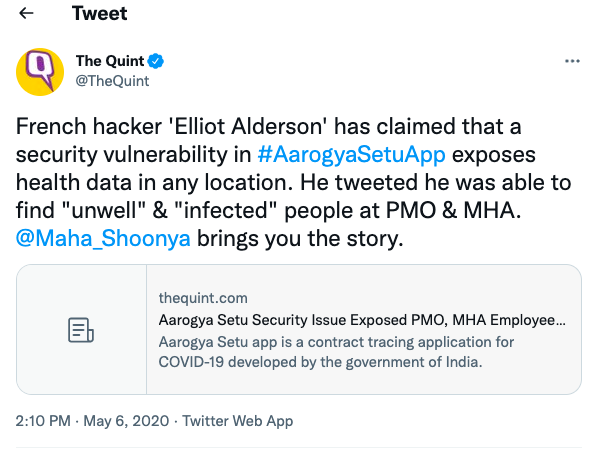 Tweet
The Quint
@TheQuint
French hacker 'Elliot Alderson' has claimed that a
security vulnerability in #AarogyaSetuApp exposes
health data in any location. He tweeted he was able to
find "unwell" & "infected" people at PMO & MHA.
@Maha_Shoonya brings you the story.
thequint.com
Aarogya Setu Security Issue Exposed PMO, MHA Employee...
Aarogya Setu app is a contract tracing application for
COVID-19 developed by the government of India.
2:10 PM · May 6, 2020 · Twitter Web App